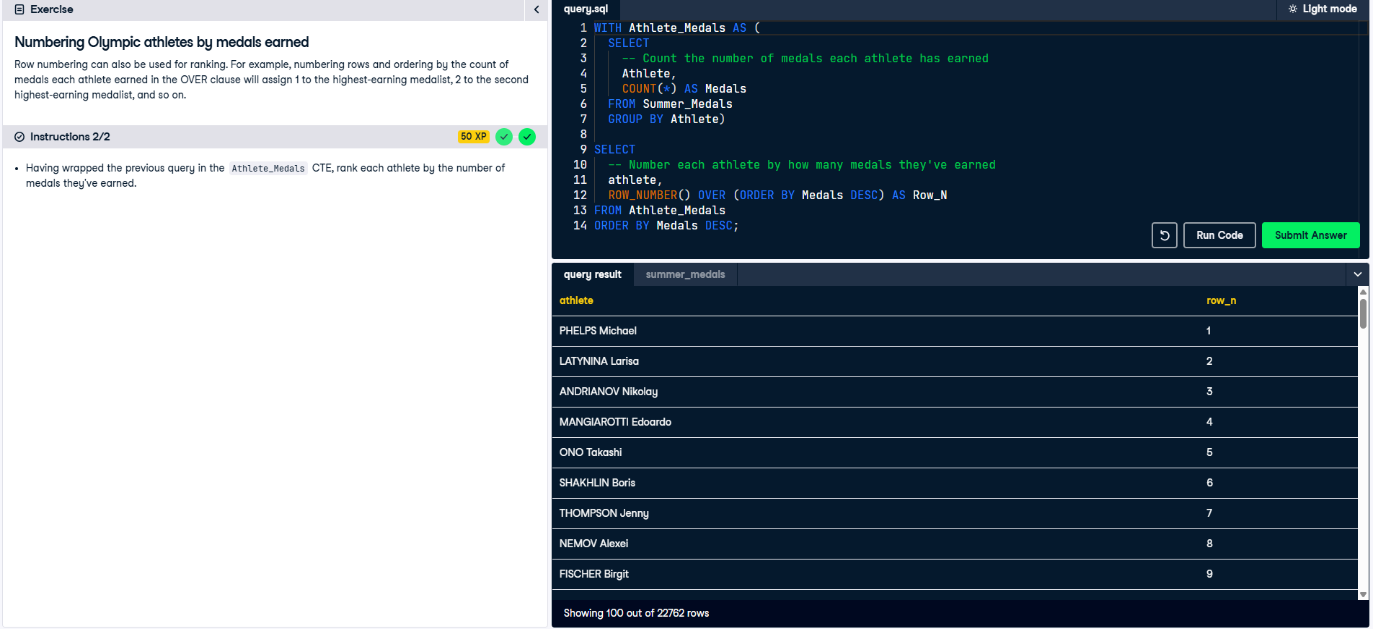 Exercise
Numbering Olympic athletes by medals earned
Row numbering can also be used for ranking. For example, numbering rows and ordering by the count of
medals each athlete earned in the OVER clause will assign 1 to the highest-earning medalist, 2 to the second
highest-earning medalist, and so on.
Instructions 2/2
50 XP
• Having wrapped the previous query in the Athlete_Medals CTE, rank each athlete by the number of
medals they've earned.
query.sql
Light mode
1 WITH Athlete_Medals AS (
2 SELECT
3 -- Count the number of medals each athlete has earned
4 Athlete,
5 COUNT(*) AS Medals
6 FROM Summer_Medals
7 GROUP BY Athlete)
8
9 SELECT
10 -- Number each athlete by how many medals they've earned
11 athlete,
12 ROW_NUMBER() OVER (ORDER BY Medals DESC) AS Row_N
13 FROM Athlete_Medals
14 ORDER BY Medals DESC;
Run Code
Submit Answer
query result
summer_medals
athlete row_n
PHELPS Michael 1
LATYNINA Larisa 2
ANDRIANOV Nikolay 3
MANGIAROTTI Edoardo 4
ONO Takashi 5
SHAKHLIN Boris 6
THOMPSON Jenny 7
NEMOV Alexei 8
FISCHER Birgit 9
Showing 100 out of 22762 rows